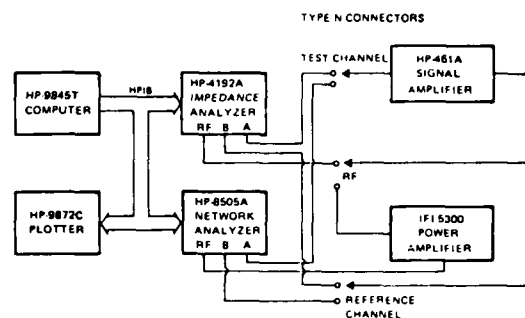 TYPE N CONNECTORS
TEST CHANNEL
HP-461A
SIGNAL
AMPLIFIER
HP-9845T
COMPUTER
HPIB
HP-4192A
IMPEDANCE
ANALYZER
RF B A
RF
HP-9872C
PLOTTER
HP-8505A
NETWORK
ANALYZER
RF B A
IFI 5300
POWER
AMPLIFIER
REFERENCE
CHANNEL